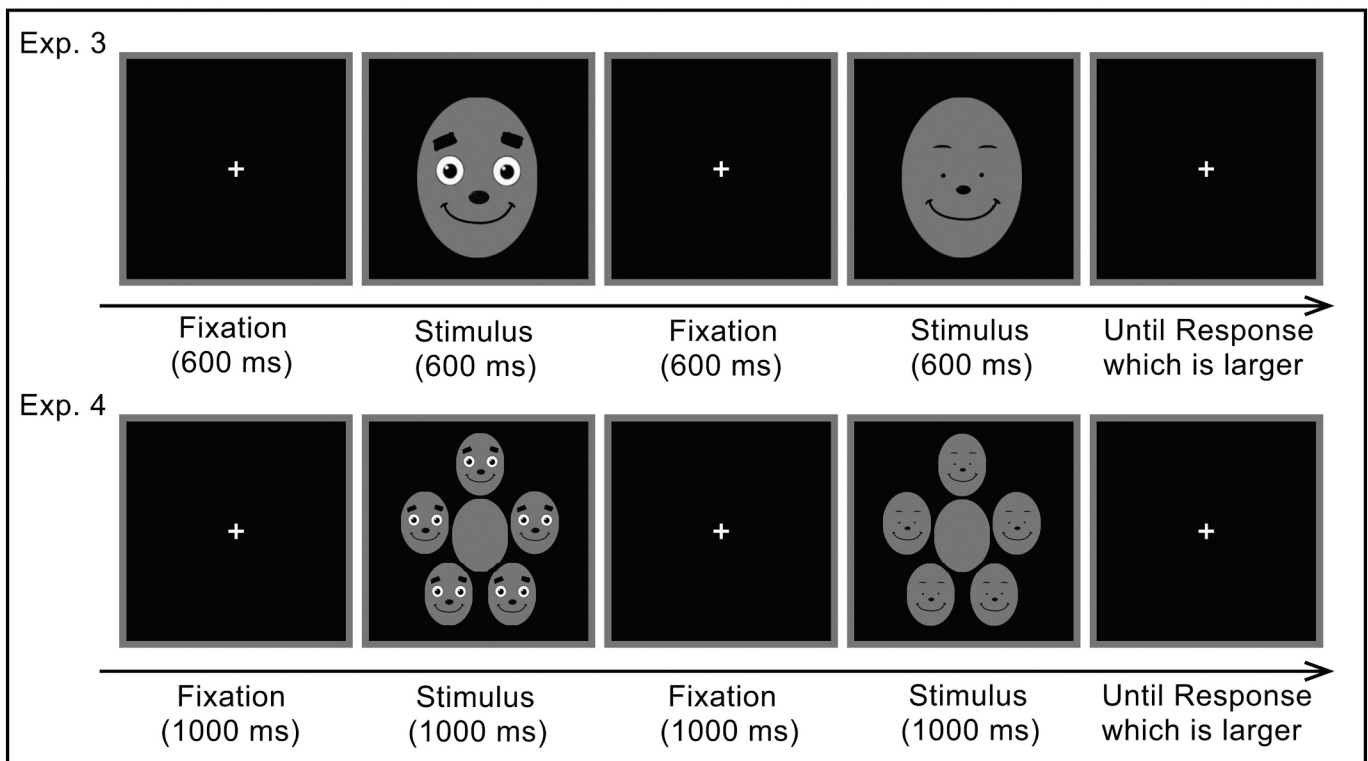 Exp. 3
Fixation
(600 ms)
Stimulus
(600 ms)
Fixation
(600 ms)
Stimulus
(600 ms)
Until Response
which is larger
Exp. 4
Fixation
(1000 ms)
Stimulus
(1000 ms)
Fixation
(1000 ms)
Stimulus
(1000 ms)
Until Response
which is larger